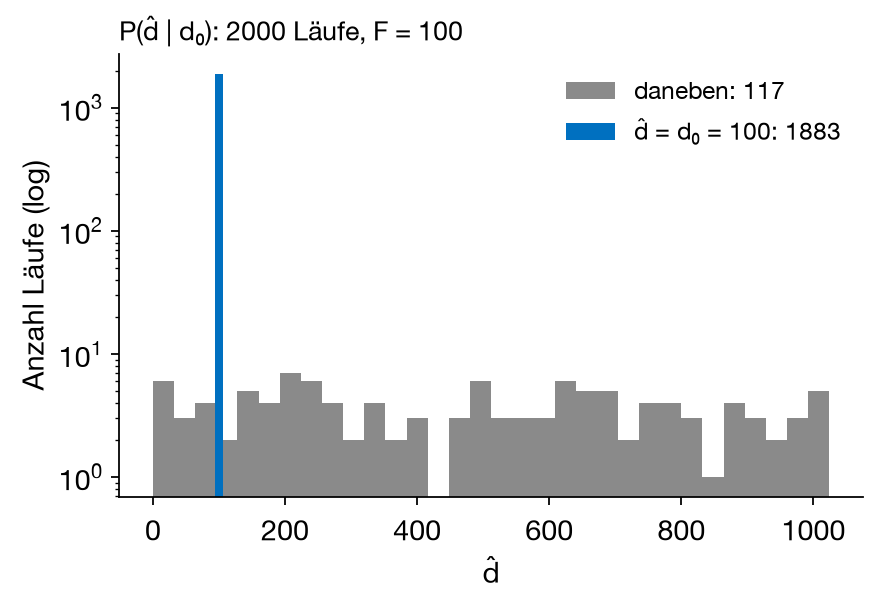 P(d̂ | d₀): 2000 Läufe, F = 100
daneben: 117
d̂ = d₀ = 100: 1883
Anzahl Läufe (log)
10³
10²
10¹
10⁰
0 200 400 600 800 1000
d̂